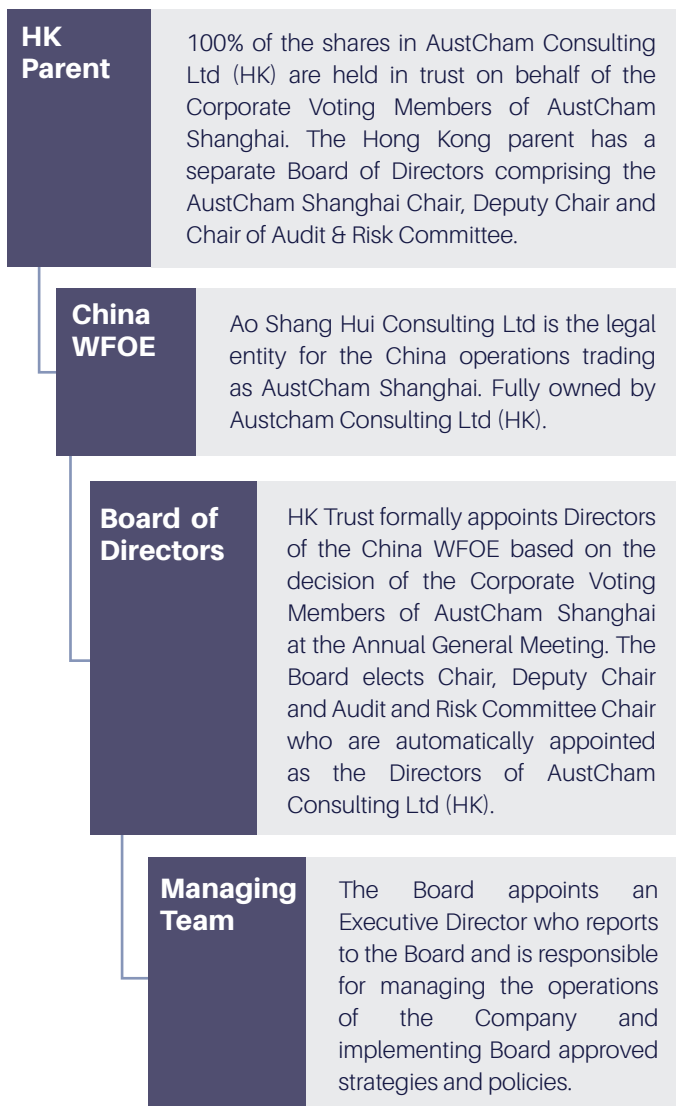 HK
Parent
100% of the shares in AustCham Consulting
Ltd (HK) are held in trust on behalf of the
Corporate Voting Members of AustCham
Shanghai. The Hong Kong parent has a
separate Board of Directors comprising the
AustCham Shanghai Chair, Deputy Chair and
Chair of Audit & Risk Committee.
China
WFOE
Ao Shang Hui Consulting Ltd is the legal
entity for the China operations trading
as AustCham Shanghai. Fully owned by
Austcham Consulting Ltd (HK).
Board of
Directors
HK Trust formally appoints Directors
of the China WFOE based on the
decision of the Corporate Voting
Members of AustCham Shanghai
at the Annual General Meeting. The
Board elects Chair, Deputy Chair
and Audit and Risk Committee Chair
who are automatically appointed
as the Directors of AustCham
Consulting Ltd (HK).
Managing
Team
The Board appoints an
Executive Director who reports
to the Board and is responsible
for managing the operations
of the Company and
implementing Board approved
strategies and policies.